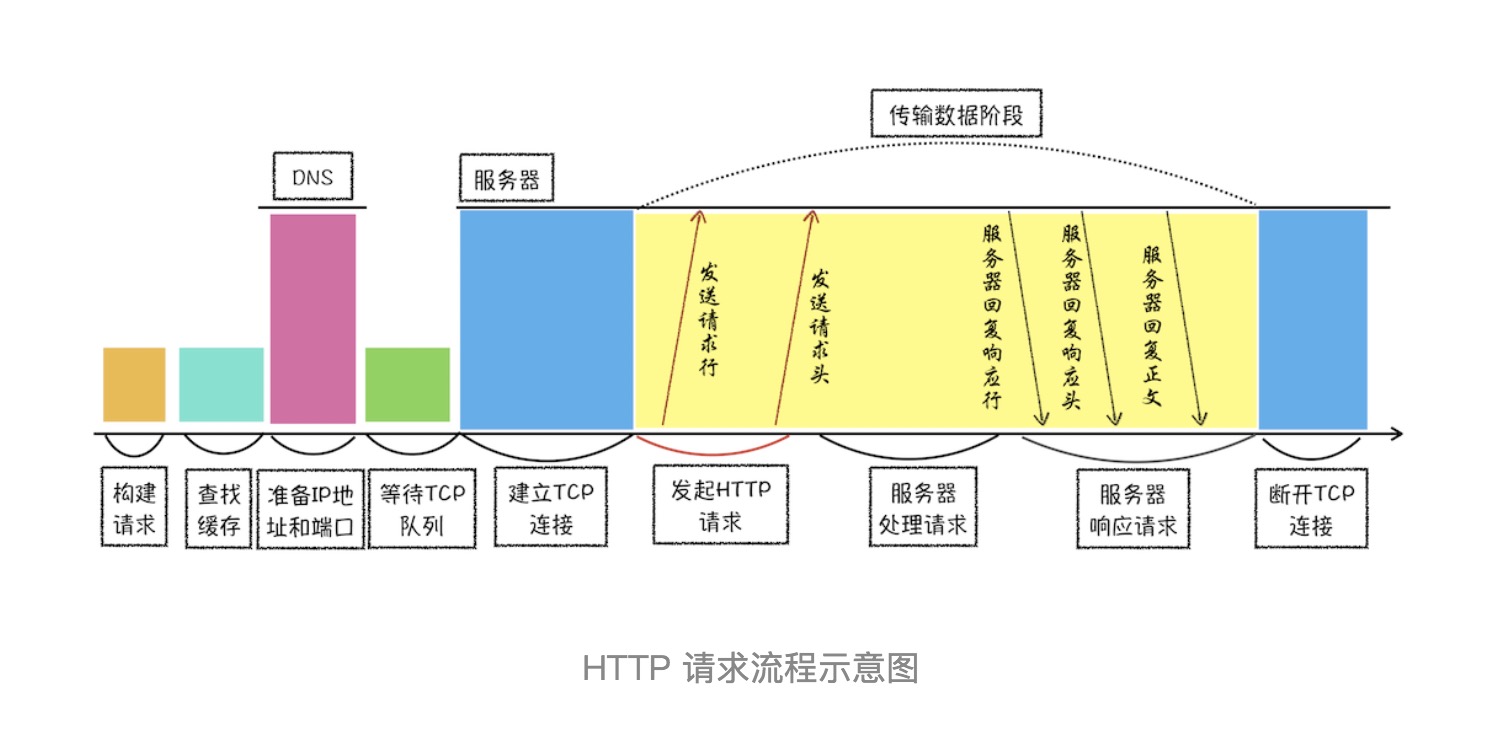 传输数据阶段
DNS
服务器
发送请求行
发送请求头
服务器回复响应行
服务器回复响应头
服务器回复正文
构建
请求
查找
缓存
准备IP地
址和端口
等待TCP
队列
建立TCP
连接
发起HTTP
请求
服务器
处理请求
服务器
响应请求
断开TCP
连接
HTTP 请求流程示意图